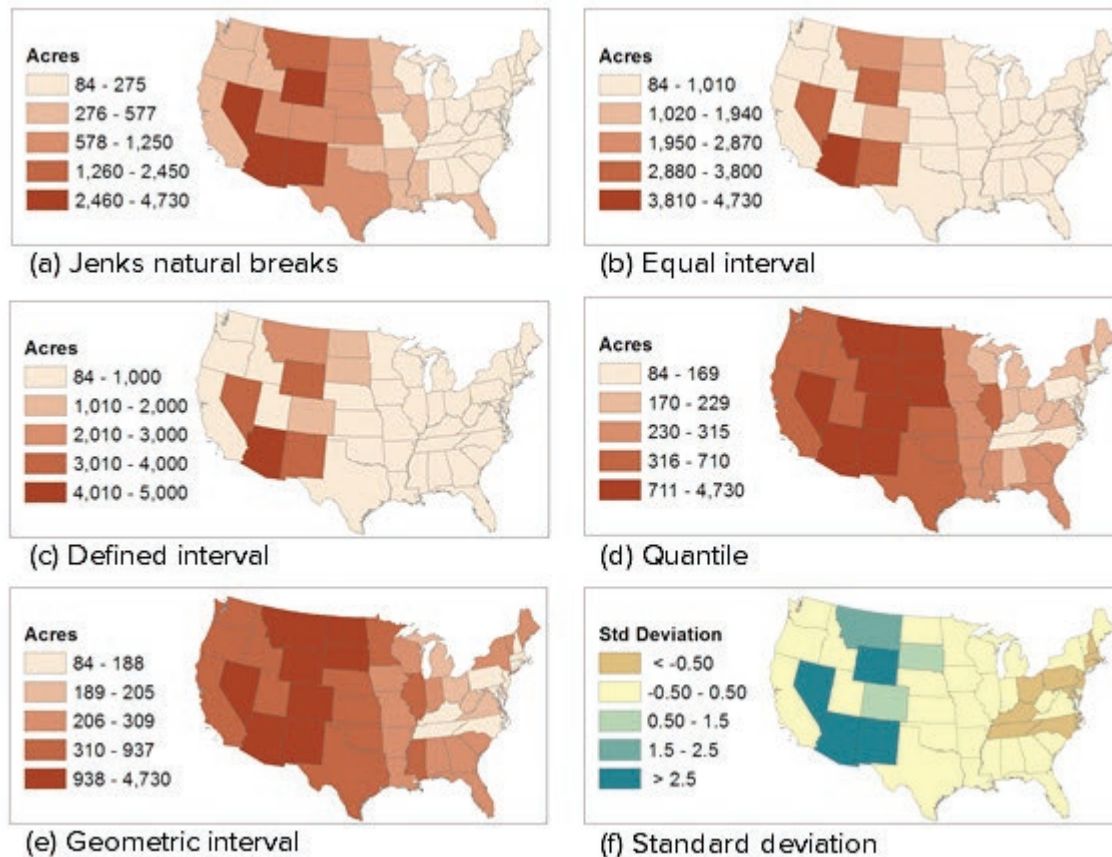 Acres
84 - 275
276 - 577
578 - 1,250
1,260 - 2,450
2,460 - 4,730
(a) Jenks natural breaks
Acres
84 - 1,010
1,020 - 1,940
1,950 - 2,870
2,880 - 3,800
3,810 - 4,730
(b) Equal interval
Acres
84 - 1,000
1,010 - 2,000
2,010 - 3,000
3,010 - 4,000
4,010 - 5,000
(c) Defined interval
Acres
84 - 169
170 - 229
230 - 315
316 - 710
711 - 4,730
(d) Quantile
Acres
84 - 188
189 - 205
206 - 309
310 - 937
938 - 4,730
(e) Geometric interval
Std Deviation
< -0.50
-0.50 - 0.50
0.50 - 1.5
1.5 - 2.5
> 2.5
(f) Standard deviation